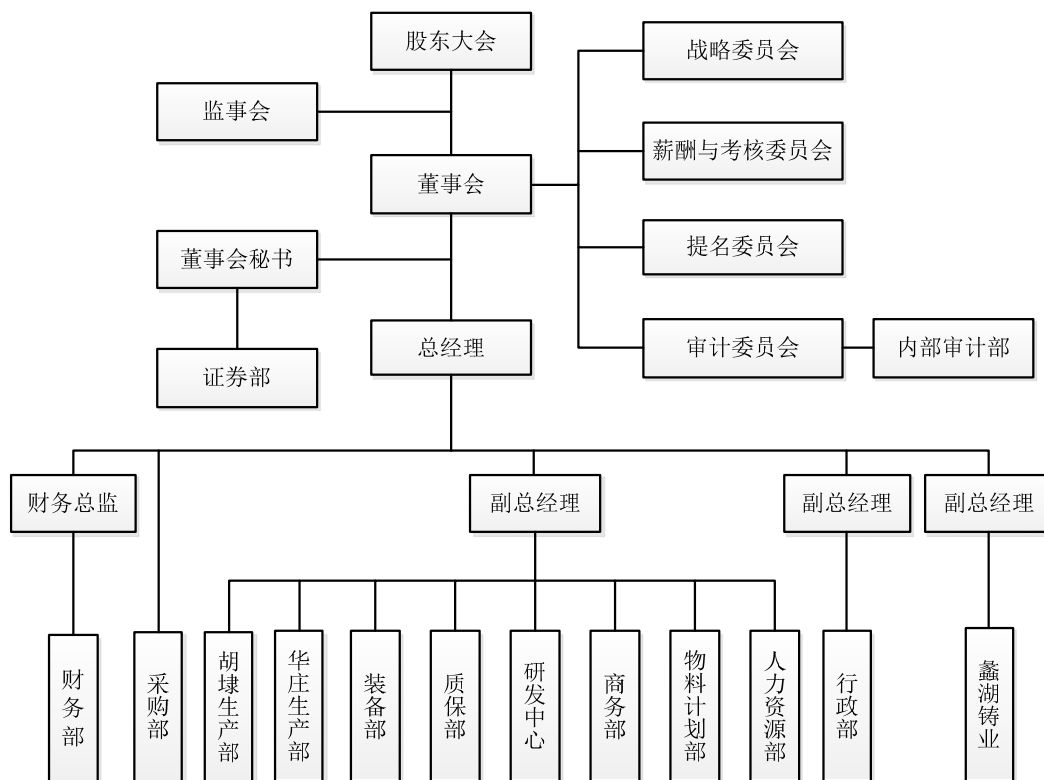 股东大会
战略委员会
监事会
薪酬与考核委员会
董事会
提名委员会
董事会秘书
总经理
审计委员会
内部审计部
证券部
财务总监
副总经理
副总经理
副总经理
财务部
采购部
胡埭生产部
华庄生产部
装备部
质保部
研发中心
商务部
物料计划部
人力资源部
行政部
蠡湖铸业